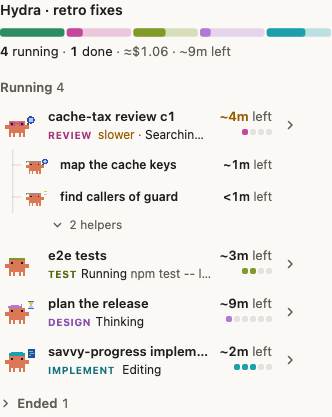 Hydra · retro fixes
4 running · 1 done · ≈$1.06 · ~9m left
Running 4
cache-tax review c1
~4m left
REVIEW slower · Searchin...
map the cache keys
~1m left
find callers of guard
<1m left
2 helpers
e2e tests
~3m left
TEST Running npm test -- l...
plan the release
~9m left
DESIGN Thinking
savvy-progress implem...
~2m left
IMPLEMENT Editing
Ended 1